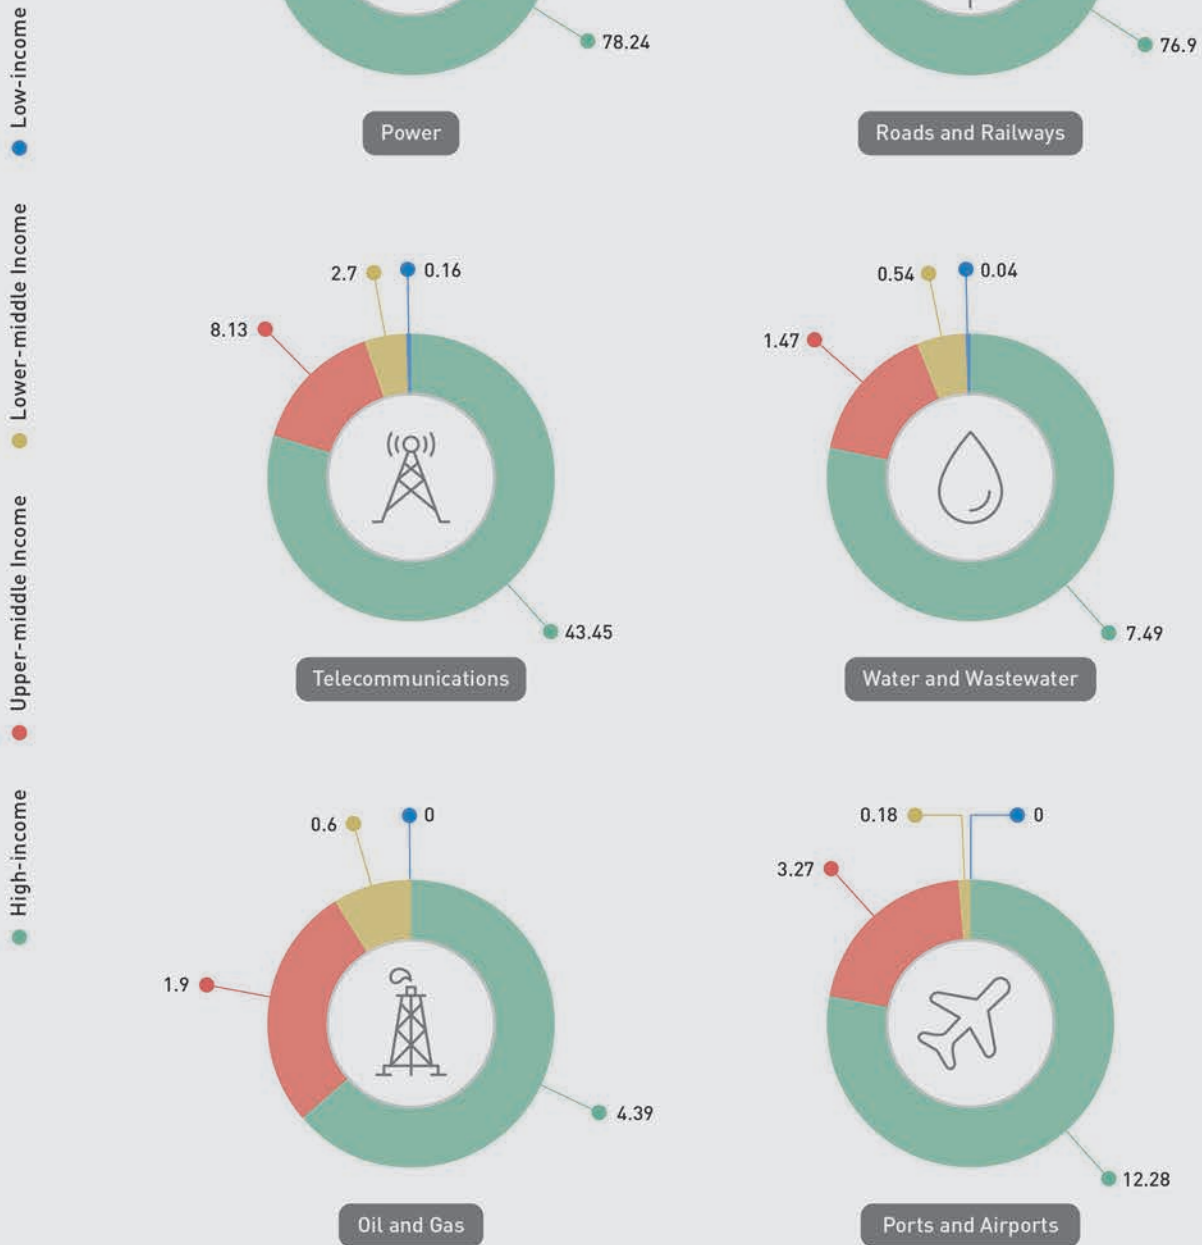 Low-income
Lower-middle Income
Upper-middle Income
High-income
78.24
Power
76.9
Roads and Railways
2.7
0.16
8.13
43.45
Telecommunications
0.54
0.04
1.47
7.49
Water and Wastewater
0.6
0
1.9
4.39
Oil and Gas
0.18
0
3.27
12.28
Ports and Airports